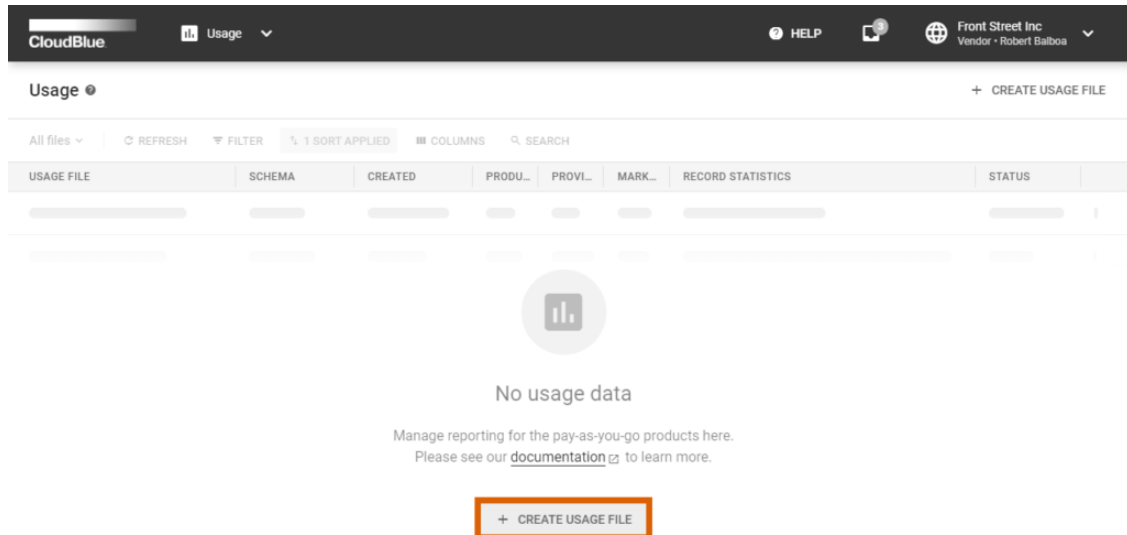 CloudBlue
Usage
HELP
3
Front Street Inc
Vendor • Robert Balboa
Usage
+ CREATE USAGE FILE
All files
REFRESH
FILTER
1 SORT APPLIED
COLUMNS
SEARCH
USAGE FILE
SCHEMA
CREATED
PRODU...
PROVI...
MARK...
RECORD STATISTICS
STATUS
No usage data
Manage reporting for the pay-as-you-go products here.
Please see our documentation to learn more.
+ CREATE USAGE FILE